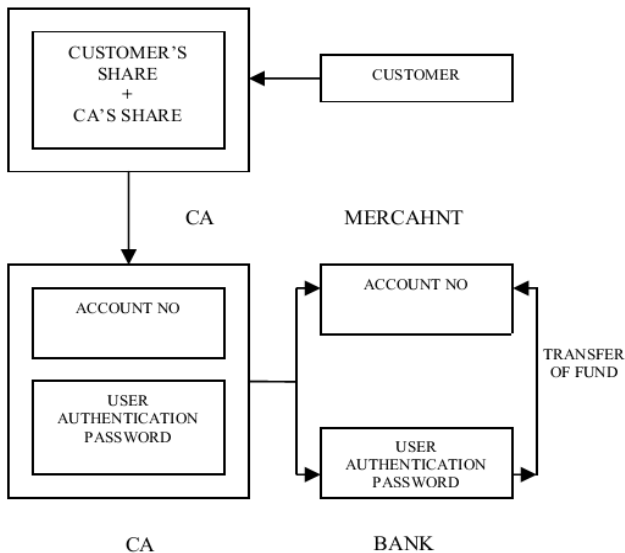 CUSTOMER'S
SHARE
+
CA'S SHARE
CUSTOMER
CA
MERCAHNT
ACCOUNT NO
USER
AUTHENTICATION
PASSWORD
ACCOUNT NO
TRANSFER
OF FUND
USER
AUTHENTICATION
PASSWORD
CA
BANK